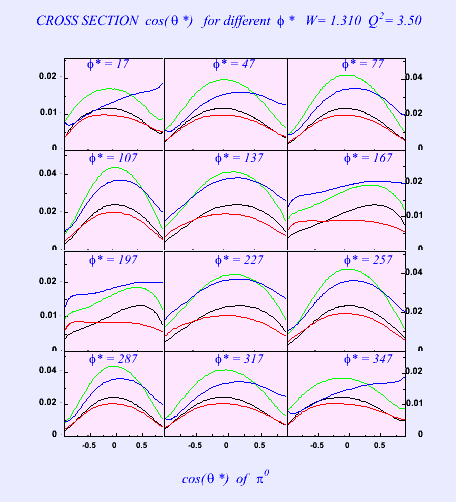 CROSS SECTION cos(θ*) for different ϕ* W= 1.310 Q²= 3.50
ϕ* = 17 ϕ* = 47 ϕ* = 77
0.02 0.04
0.01 0.02
0 0
ϕ* = 107 ϕ* = 137 ϕ* = 167
0.04 0.02
0.02 0.01
0 0
ϕ* = 197 ϕ* = 227 ϕ* = 257
0.02 0.04
0.01 0.02
0 0
ϕ* = 287 ϕ* = 317 ϕ* = 347
0.04 0.02
0.02 0.01
0 0
-0.5 0 0.5 -0.5 0 0.5 -0.5 0 0.5
cos(θ*) of π⁰